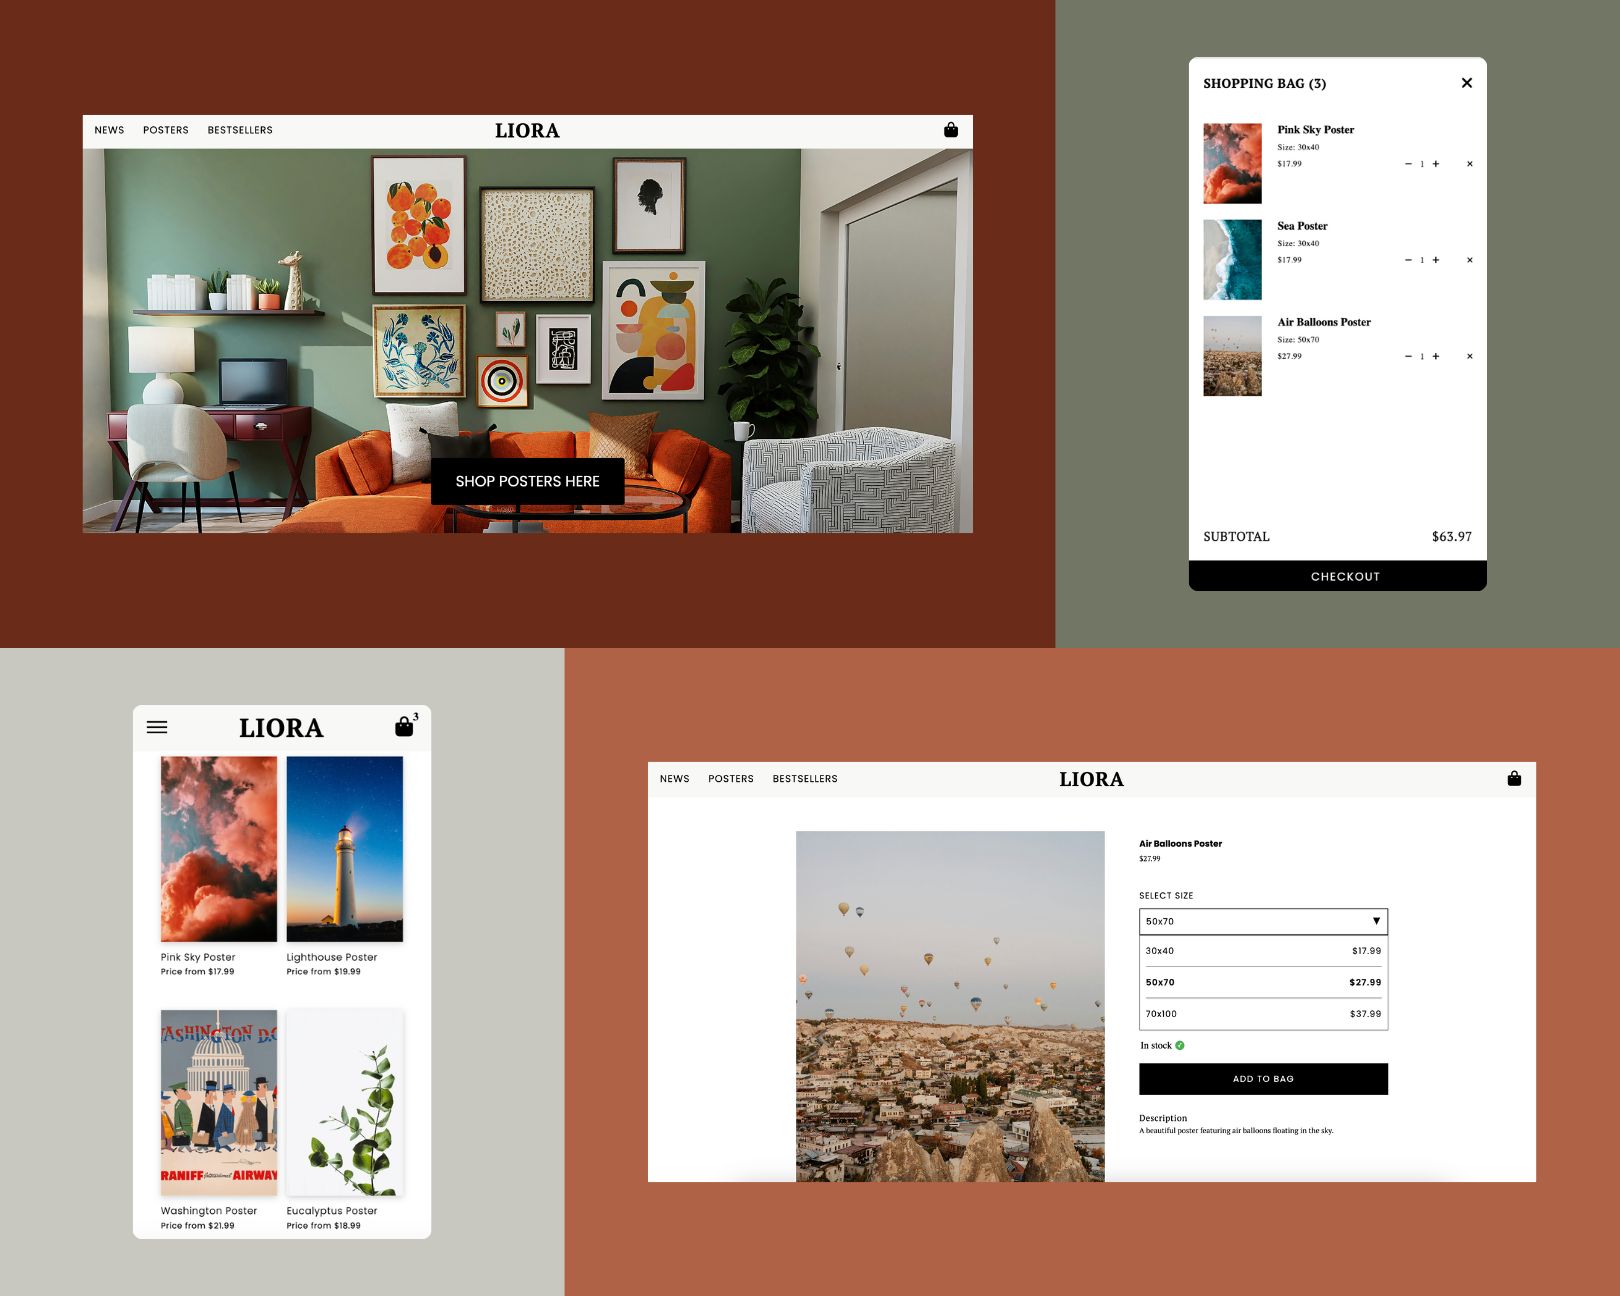 NEWS POSTERS BESTSELLERS LIORA
SHOP POSTERS HERE
SHOPPING BAG (3)
Pink Sky Poster
Size: 30x40
$17.99 1
Sea Poster
Size: 30x40
$17.99 1
Air Balloons Poster
Size: 50x70
$27.99 1
SUBTOTAL $63.97
CHECKOUT
LIORA 3
Pink Sky Poster
Price from $17.99
Lighthouse Poster
Price from $19.99
ASHINGTON D.C
RANIFF International AIRWAY
Washington Poster
Price from $21.99
Eucalyptus Poster
Price from $18.99
NEWS POSTERS BESTSELLERS LIORA
Air Balloons Poster
$27.99
SELECT SIZE
50x70
30x40 $17.99
50x70 $27.99
70x100 $37.99
In stock
ADD TO BAG
Description
A beautiful poster featuring air balloons floating in the sky.